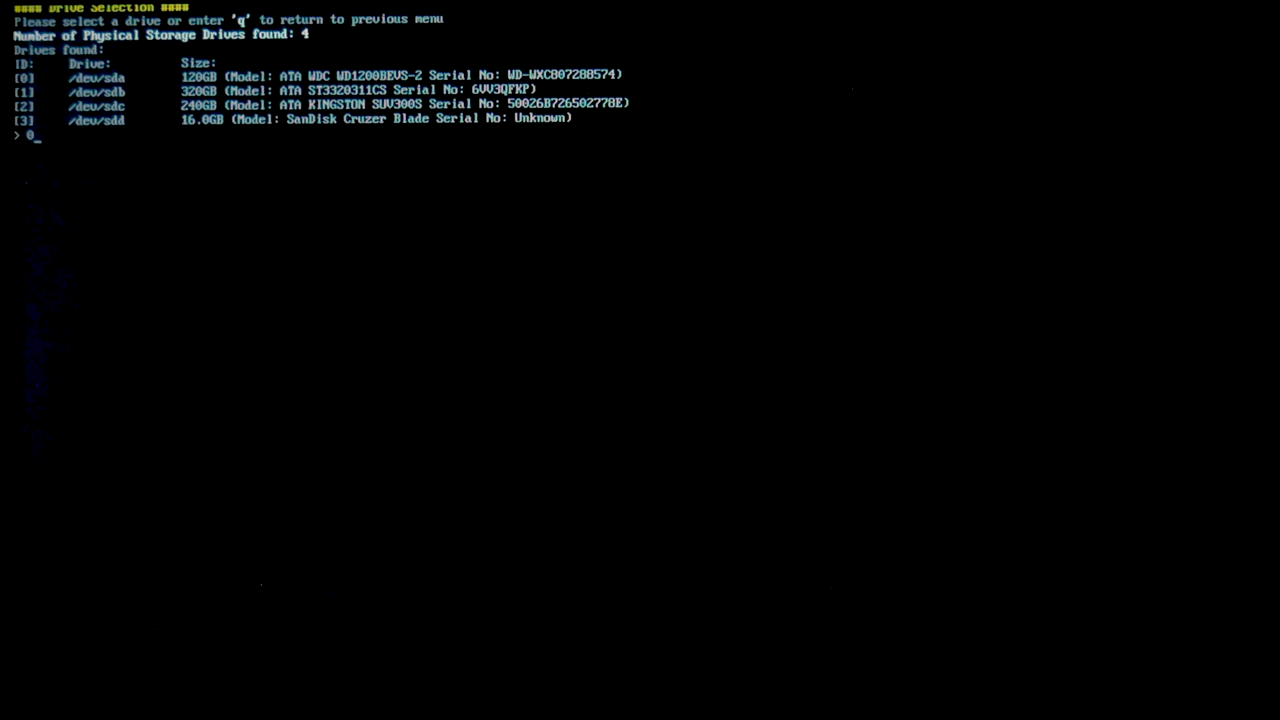 #### Drive Selection ####
Please select a drive or enter 'q' to return to previous menu
Number of Physical Storage Drives found: 4
Drives found:
ID: Drive: Size:
[0] /dev/sda 120GB (Model: ATA WDC WD1200BEVS-2 Serial No: WD-WXC807288574)
[1] /dev/sdb 320GB (Model: ATA ST3320311CS Serial No: 6VV3QFKP)
[2] /dev/sdc 240GB (Model: ATA KINGSTON SUV300S Serial No: 50026B726502778E)
[3] /dev/sdd 16.0GB (Model: SanDisk Cruzer Blade Serial No: Unknown)
> 0_